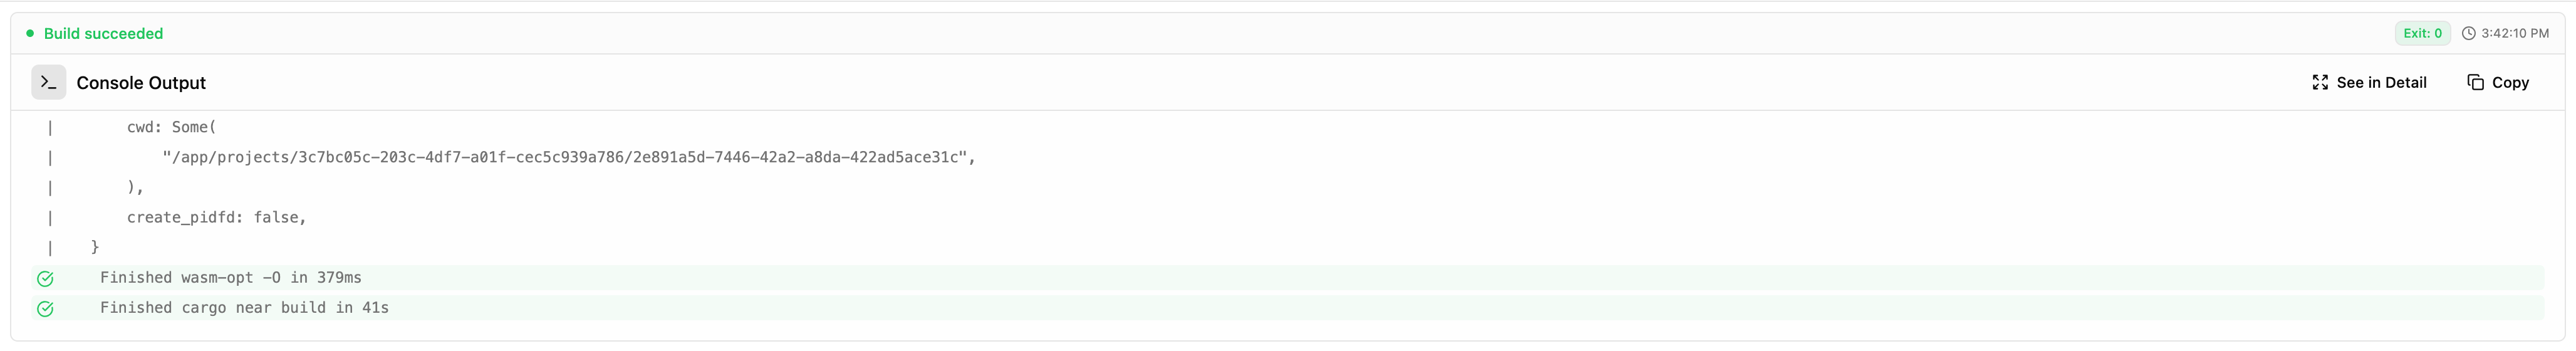 Build succeeded
Exit: 0
3:42:10 PM
Console Output
See in Detail
Copy
|        cwd: Some(
|            "/app/projects/3c7bc05c-203c-4df7-a01f-cec5c939a786/2e891a5d-7446-42a2-a8da-422ad5ace31c",
|        ),
|        create_pidfd: false,
|    }
Finished wasm-opt -O in 379ms
Finished cargo near build in 41s